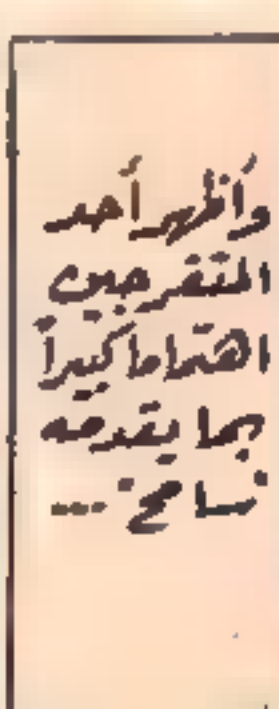 وأظهر أحد
المتفرجين
اهتماما كبيراً
بما يقدمه
"سامح" ...